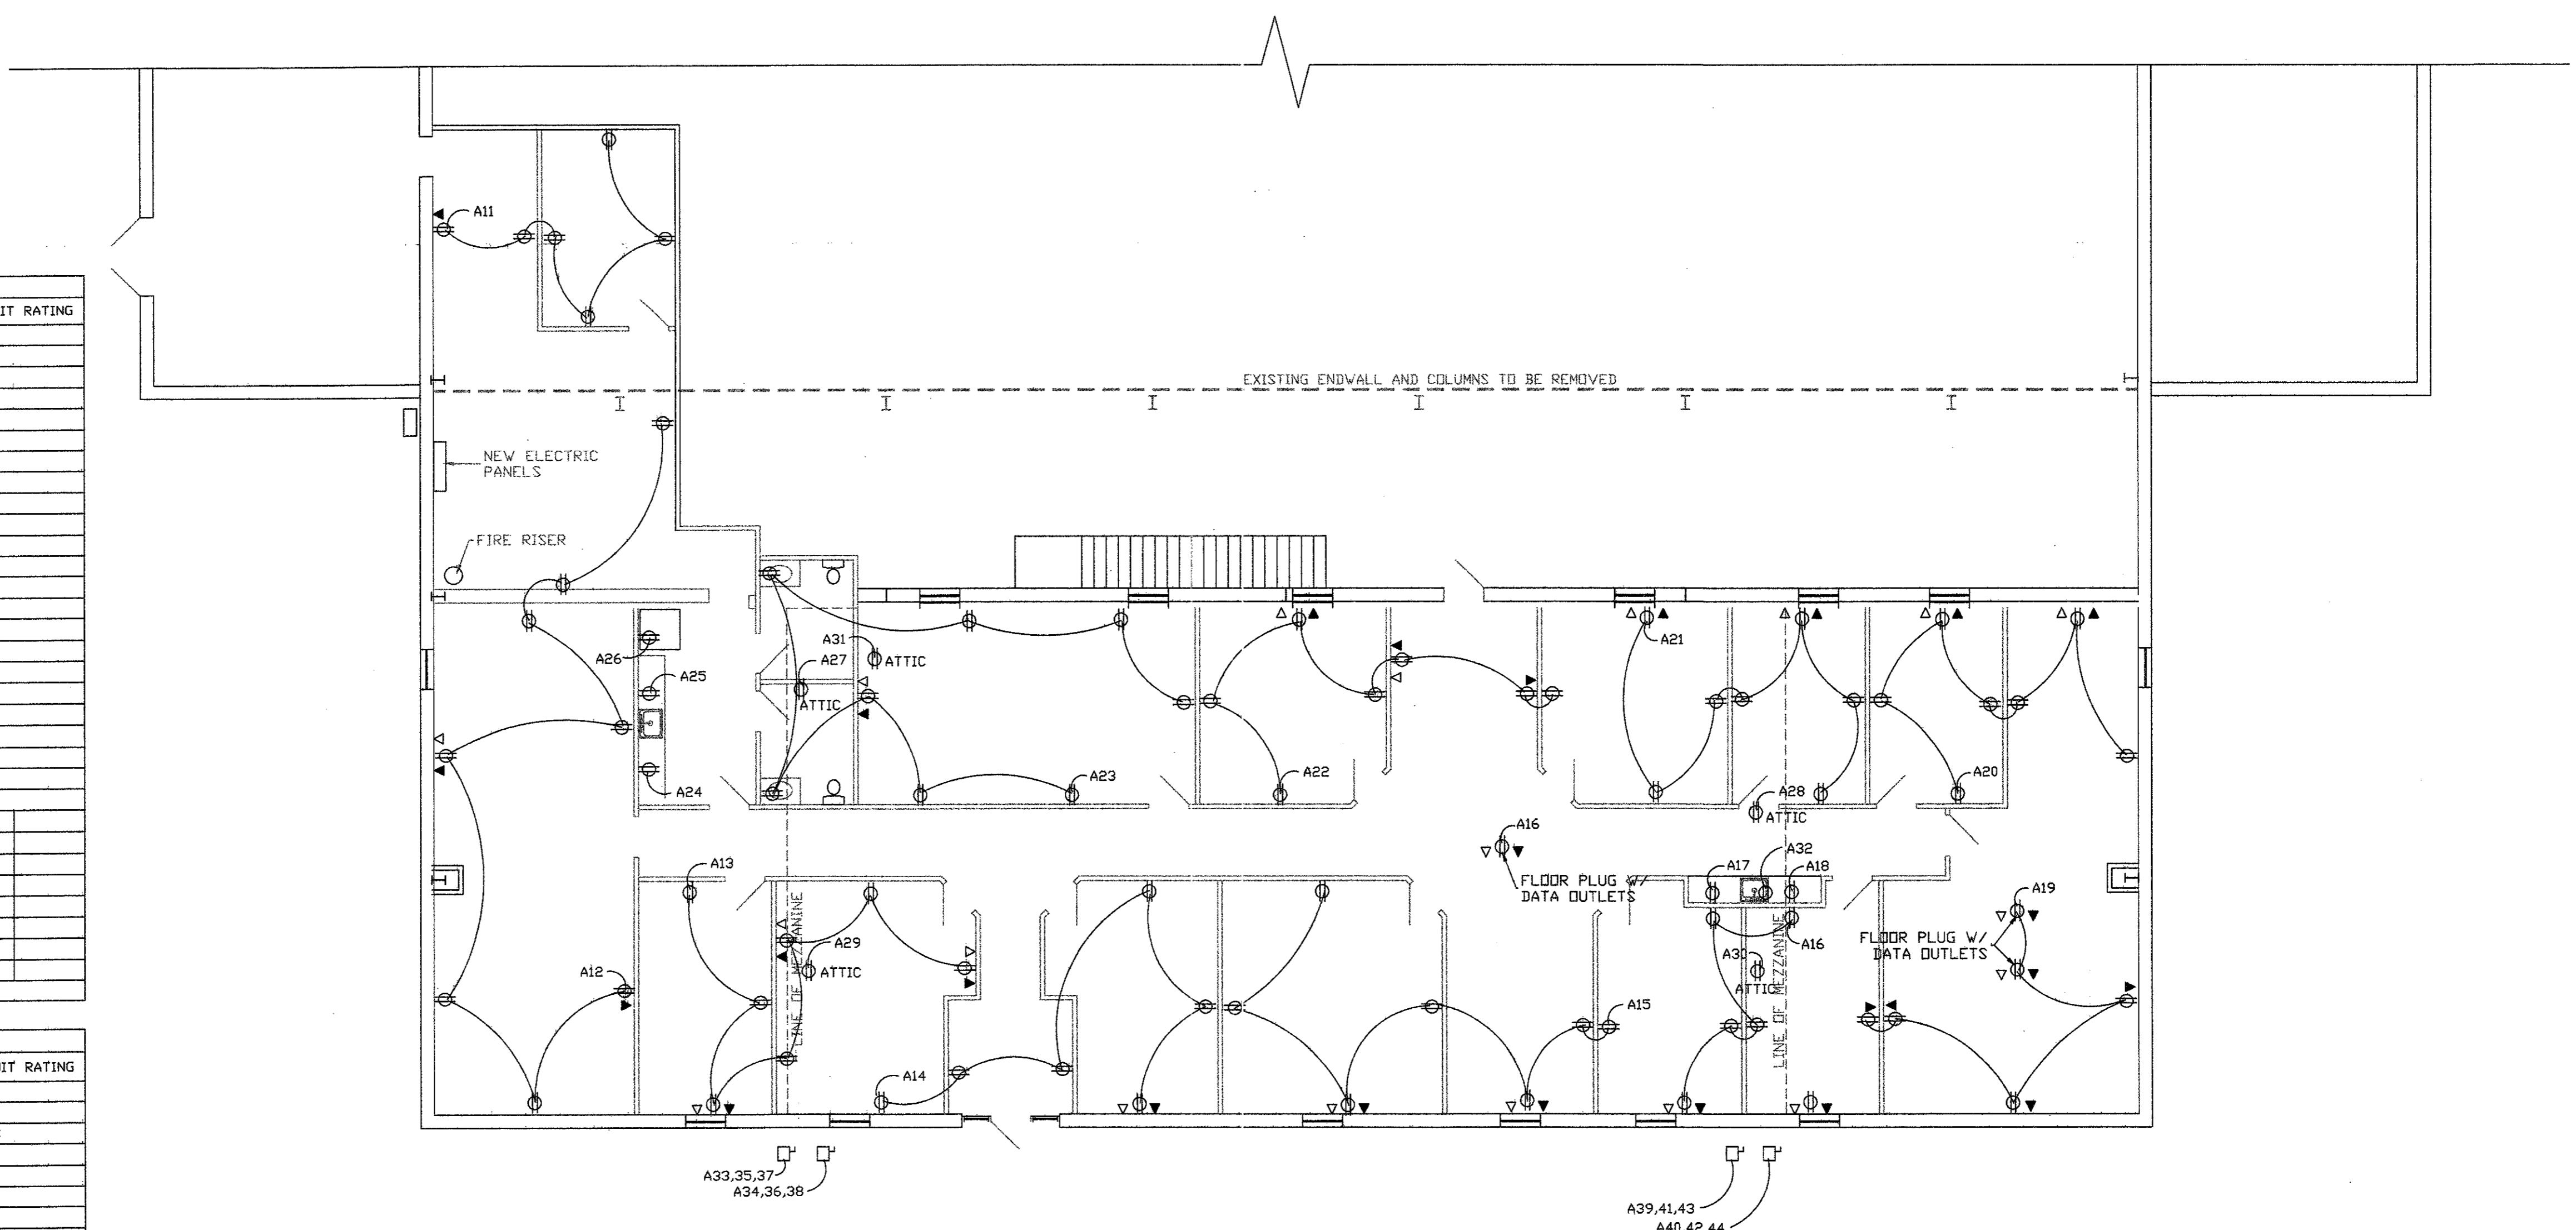 A11
IT RATING
EXISTING ENDWALL AND COLUMNS TO BE REMOVED
NEW ELECTRIC
PANELS
FIRE RISER
A31
ATTIC
A26
A27
A25
ATTIC
A21
A24
A23
A22
A20
A28
ATTIC
A16
FLOOR PLUG W/
DATA OUTLETS
A13
A32
A17
A18
A19
LINE OF MEZZANINE
A29
ATTIC
A16
FLOOR PLUG W/
DATA OUTLETS
A12
A30
ATTIC
LINE OF MEZZANINE
A15
IT RATING
A14
A33,35,37
A34,36,38
A39,41,43
A40,42,44